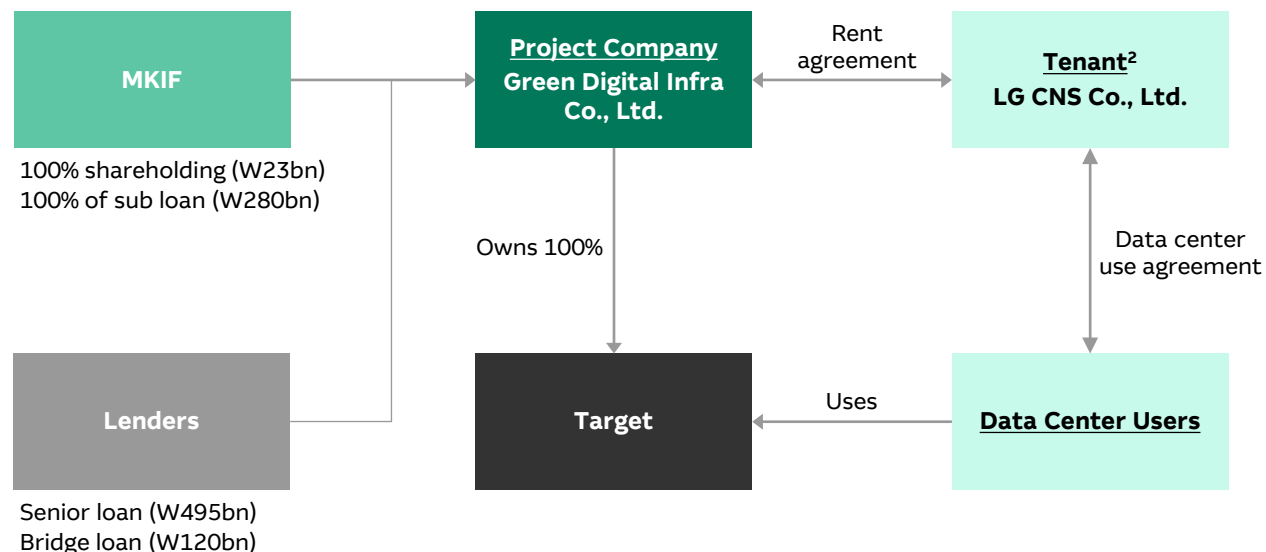 MKIF
100% shareholding (W23bn)
100% of sub loan (W280bn)
Project Company
Green Digital Infra
Co., Ltd.
Rent
agreement
Tenant²
LG CNS Co., Ltd.
Owns 100%
Data center
use agreement
Lenders
Senior loan (W495bn)
Bridge loan (W120bn)
Target
Uses
Data Center Users